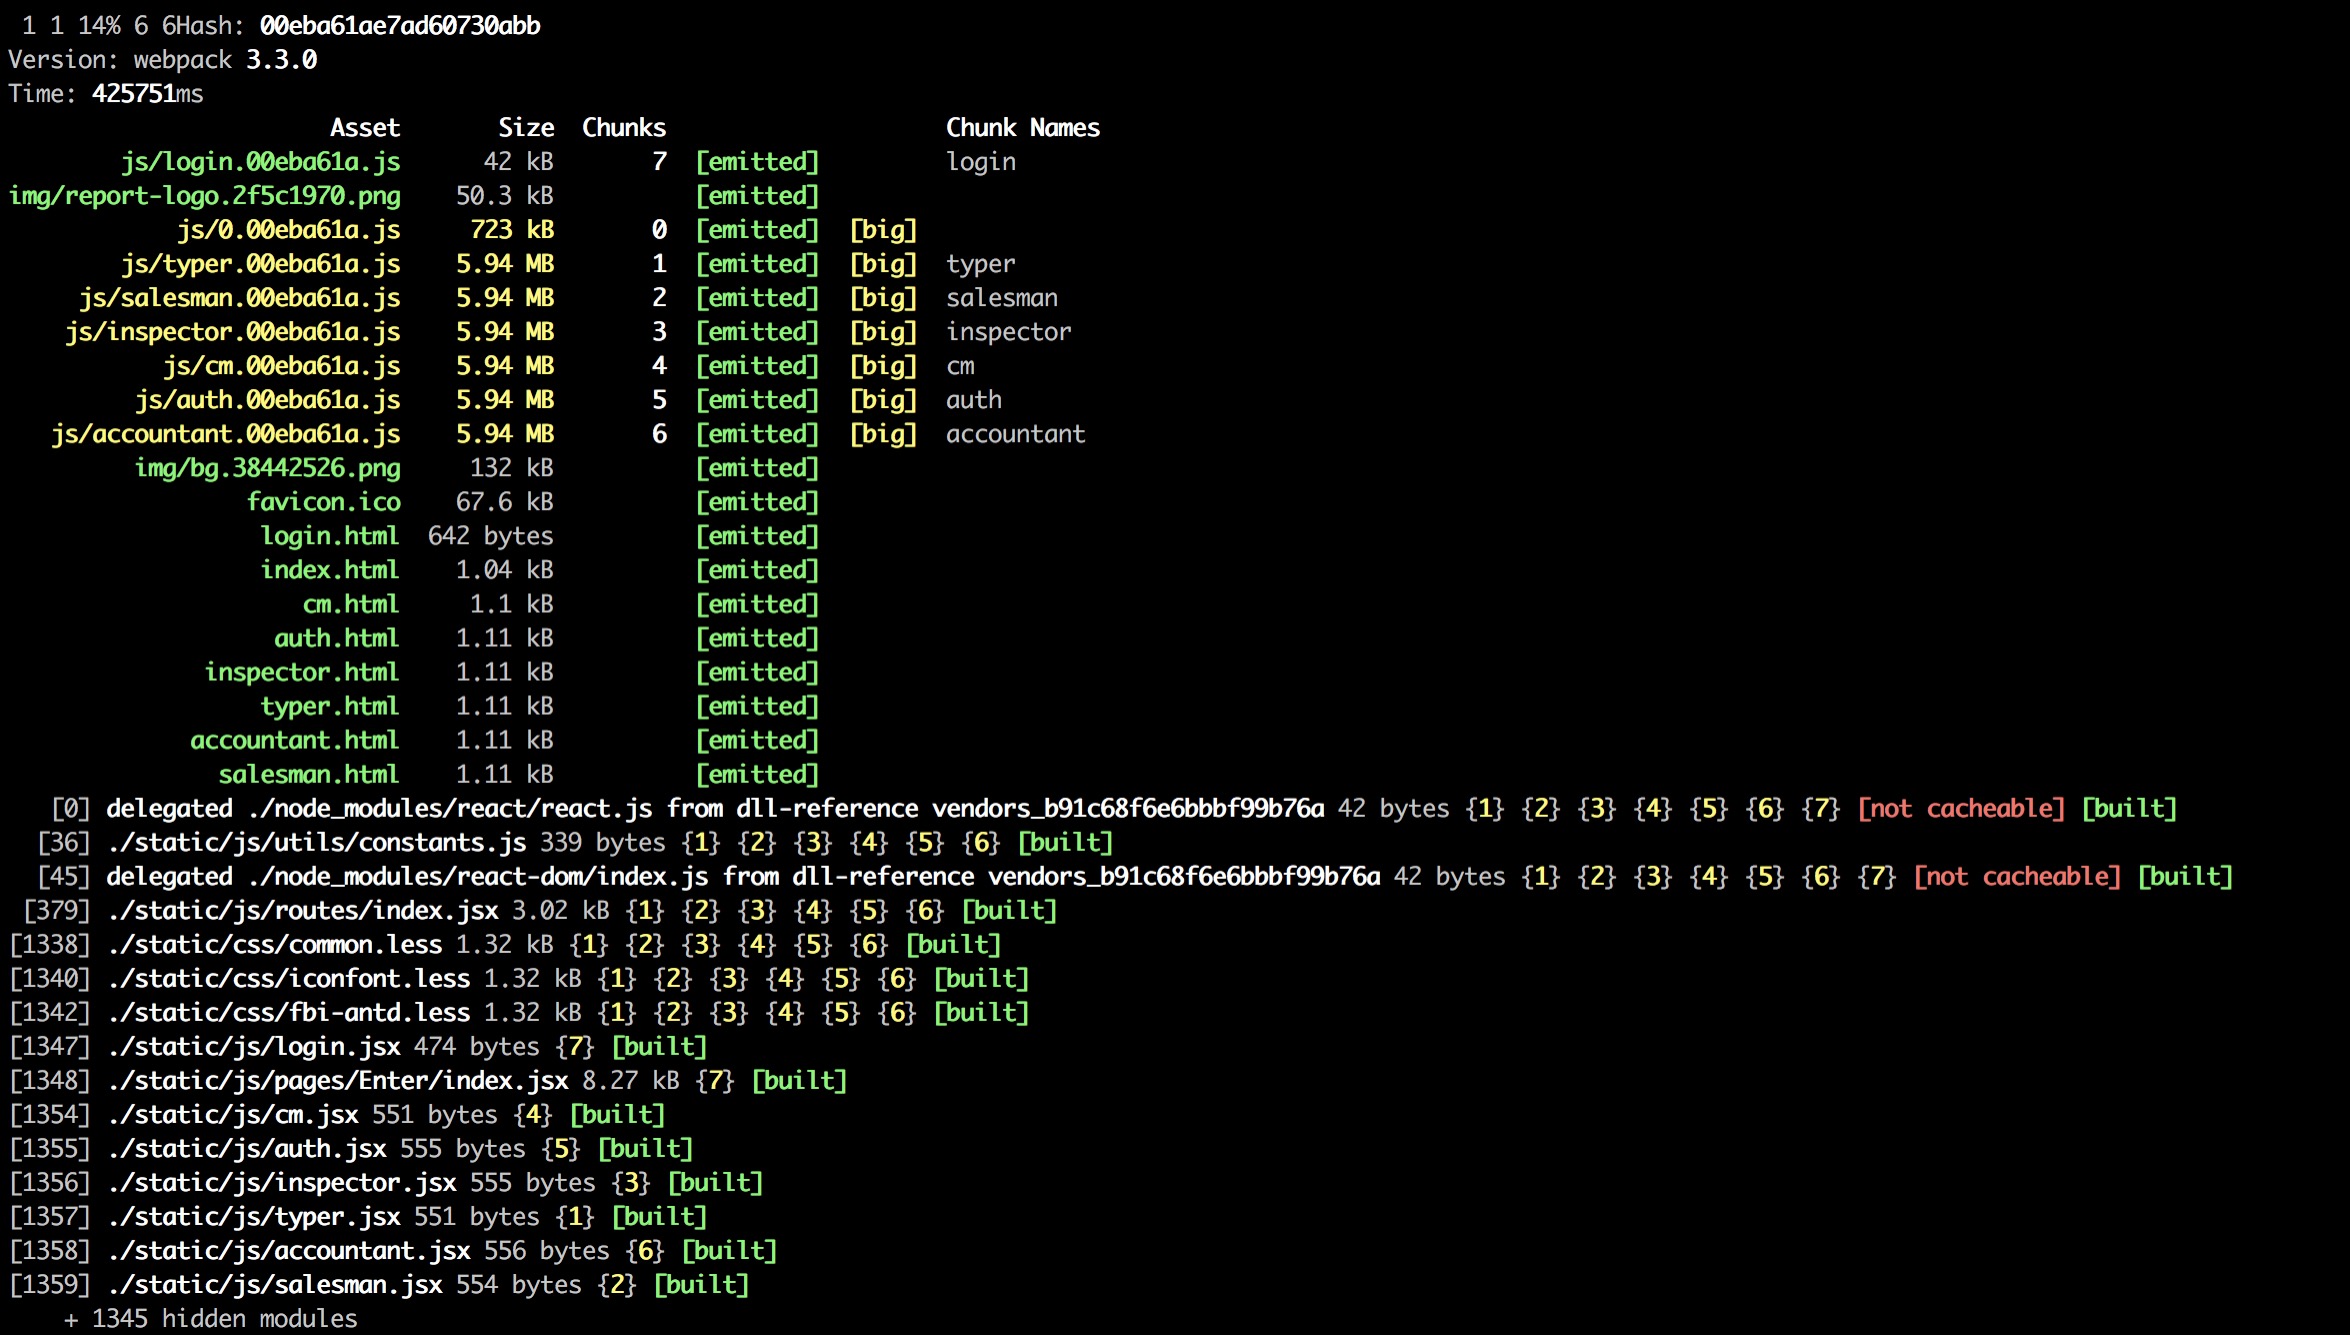 1 1 14% 6 6Hash: 00eba61ae7ad60730abb
Version: webpack 3.3.0
Time: 425751ms
Asset Size Chunks Chunk Names
js/login.00eba61a.js 42 kB 7 [emitted] login
img/report-logo.2f5c1970.png 50.3 kB [emitted]
js/0.00eba61a.js 723 kB 0 [emitted] [big]
js/typer.00eba61a.js 5.94 MB 1 [emitted] [big] typer
js/salesman.00eba61a.js 5.94 MB 2 [emitted] [big] salesman
js/inspector.00eba61a.js 5.94 MB 3 [emitted] [big] inspector
js/cm.00eba61a.js 5.94 MB 4 [emitted] [big] cm
js/auth.00eba61a.js 5.94 MB 5 [emitted] [big] auth
js/accountant.00eba61a.js 5.94 MB 6 [emitted] [big] accountant
img/bg.38442526.png 132 kB [emitted]
favicon.ico 67.6 kB [emitted]
login.html 642 bytes [emitted]
index.html 1.04 kB [emitted]
cm.html 1.1 kB [emitted]
auth.html 1.11 kB [emitted]
inspector.html 1.11 kB [emitted]
typer.html 1.11 kB [emitted]
accountant.html 1.11 kB [emitted]
salesman.html 1.11 kB [emitted]
[0] delegated ./node_modules/react/react.js from dll-reference vendors_b91c68f6e6bbbf99b76a 42 bytes {1} {2} {3} {4} {5} {6} {7} [not cacheable] [built]
[36] ./static/js/utils/constants.js 339 bytes {1} {2} {3} {4} {5} {6} [built]
[45] delegated ./node_modules/react-dom/index.js from dll-reference vendors_b91c68f6e6bbbf99b76a 42 bytes {1} {2} {3} {4} {5} {6} {7} [not cacheable] [built]
[379] ./static/js/routes/index.jsx 3.02 kB {1} {2} {3} {4} {5} {6} [built]
[1338] ./static/css/common.less 1.32 kB {1} {2} {3} {4} {5} {6} [built]
[1340] ./static/css/iconfont.less 1.32 kB {1} {2} {3} {4} {5} {6} [built]
[1342] ./static/css/fbi-antd.less 1.32 kB {1} {2} {3} {4} {5} {6} [built]
[1347] ./static/js/login.jsx 474 bytes {7} [built]
[1348] ./static/js/pages/Enter/index.jsx 8.27 kB {7} [built]
[1354] ./static/js/cm.jsx 551 bytes {4} [built]
[1355] ./static/js/auth.jsx 555 bytes {5} [built]
[1356] ./static/js/inspector.jsx 555 bytes {3} [built]
[1357] ./static/js/typer.jsx 551 bytes {1} [built]
[1358] ./static/js/accountant.jsx 556 bytes {6} [built]
[1359] ./static/js/salesman.jsx 554 bytes {2} [built]
+ 1345 hidden modules